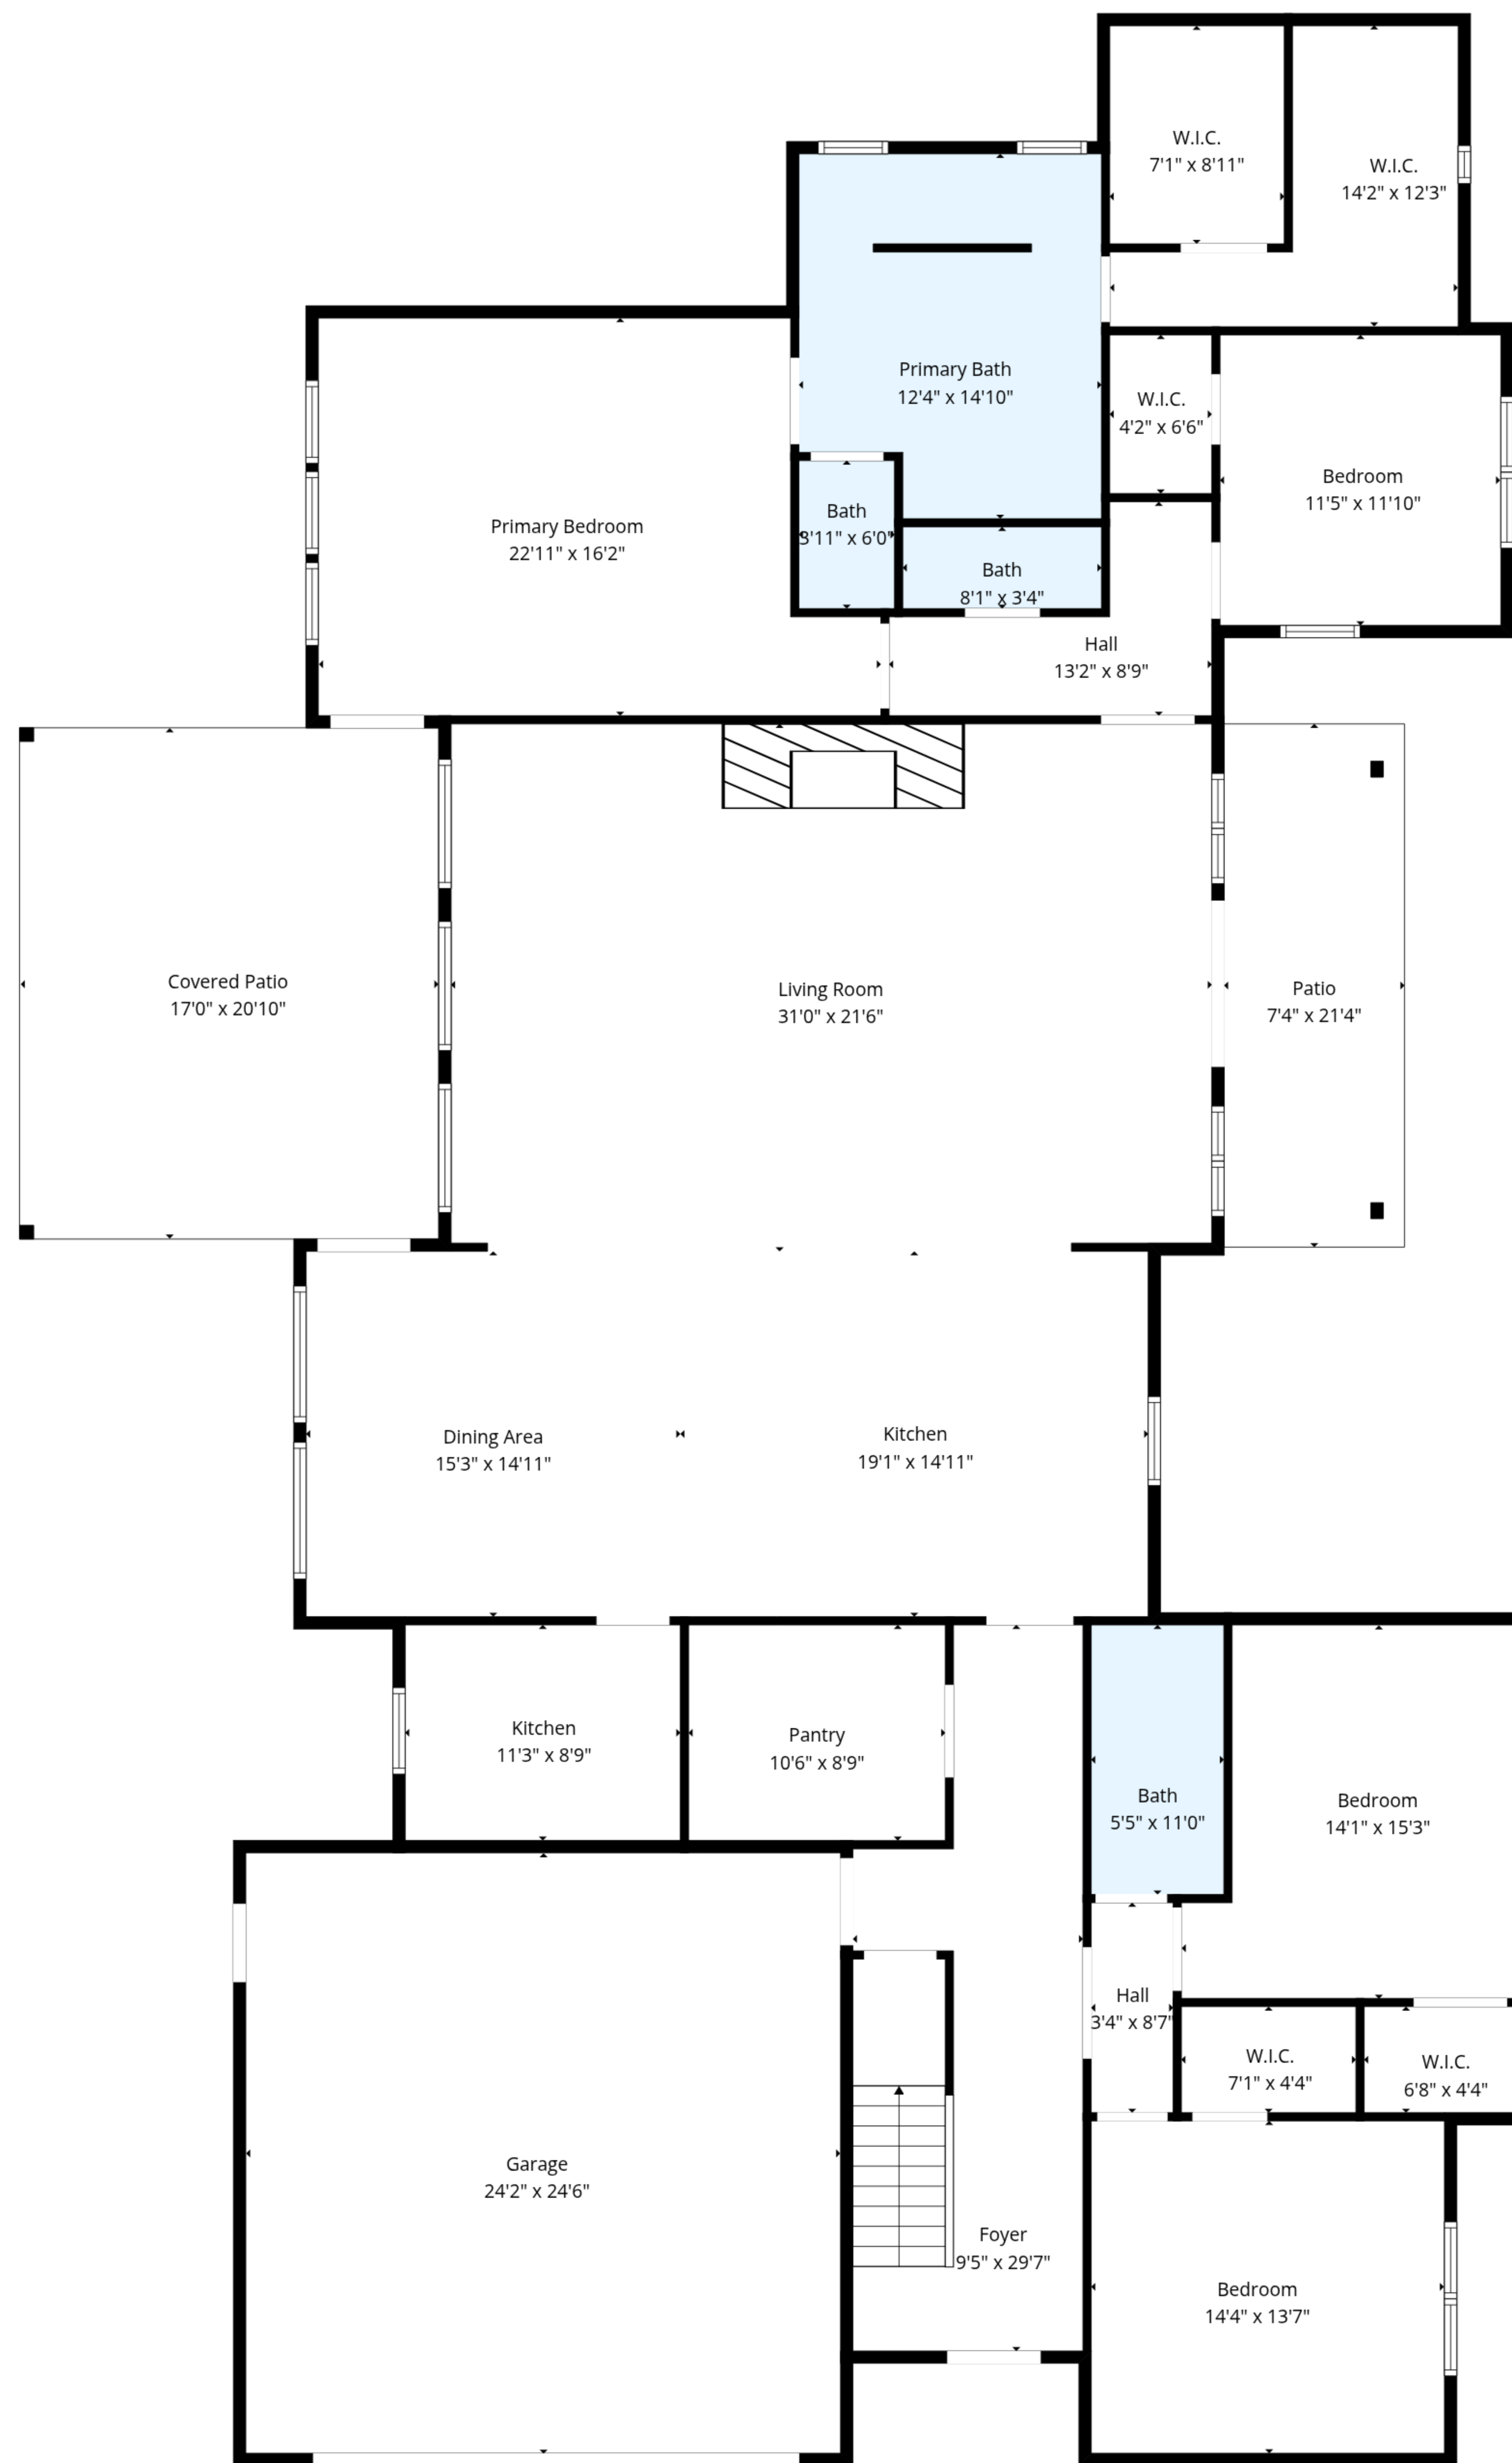 W.I.C.
7'1" x 8'11"
W.I.C.
14'2" x 12'3"
Primary Bath
12'4" x 14'10"
W.I.C.
4'2" x 6'6"
Bedroom
11'5" x 11'10"
Primary Bedroom
22'11" x 16'2"
Bath
3'11" x 6'0"
Bath
8'1" x 3'4"
Hall
13'2" x 8'9"
Covered Patio
17'0" x 20'10"
Living Room
31'0" x 21'6"
Patio
7'4" x 21'4"
Dining Area
15'3" x 14'11"
Kitchen
19'1" x 14'11"
Kitchen
11'3" x 8'9"
Pantry
10'6" x 8'9"
Bath
5'5" x 11'0"
Bedroom
14'1" x 15'3"
Hall
3'4" x 8'7"
W.I.C.
7'1" x 4'4"
W.I.C.
6'8" x 4'4"
Garage
24'2" x 24'6"
Foyer
9'5" x 29'7"
Bedroom
14'4" x 13'7"